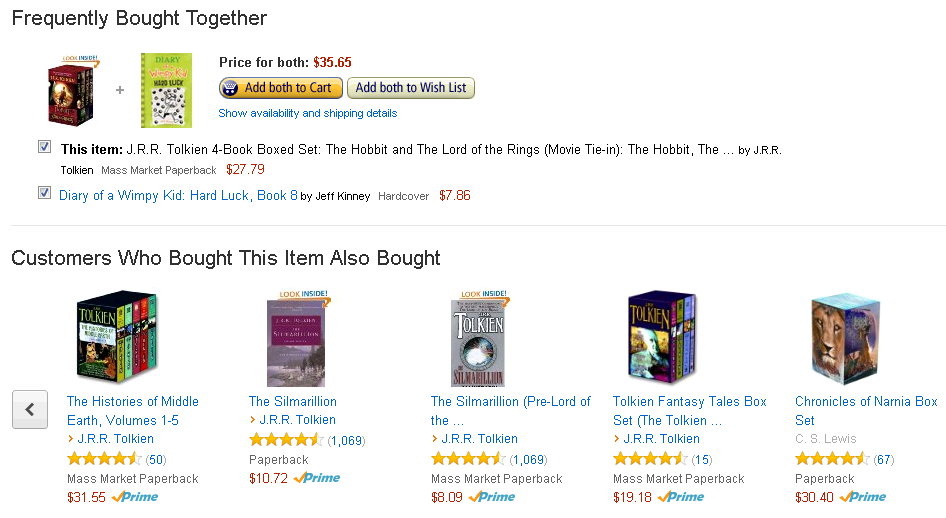 Frequently Bought Together
LOOK INSIDE!
J.R.R. TOLKIEN
+
DIARY
Wimpy Kid
HARD LUCK
Price for both: $35.65
Add both to Cart
Add both to Wish List
Show availability and shipping details
This item: J.R.R. Tolkien 4-Book Boxed Set: The Hobbit and The Lord of the Rings (Movie Tie-in): The Hobbit, The ... by J.R.R.
Tolkien Mass Market Paperback $27.79
Diary of a Wimpy Kid: Hard Luck, Book 8 by Jeff Kinney Hardcover $7.86
Customers Who Bought This Item Also Bought
TOLKIEN
LOOK INSIDE!
J.R.R. TOLKIEN
THE
SILMARILLION
LOOK INSIDE!
TOLKIEN
THE
SILMARILLION
TOLKIEN
The Histories of Middle
Earth, Volumes 1-5
› J.R.R. Tolkien
(50)
Mass Market Paperback
$31.55 Prime
The Silmarillion
› J.R.R. Tolkien
(1,069)
Paperback
$10.72 Prime
The Silmarillion (Pre-Lord of
the ...
› J.R.R. Tolkien
(1,069)
Mass Market Paperback
$8.09 Prime
Tolkien Fantasy Tales Box
Set (The Tolkien ...
› J.R.R. Tolkien
(15)
Mass Market Paperback
$19.18 Prime
Chronicles of Narnia Box
Set
C. S. Lewis
(67)
Paperback
$30.40 Prime